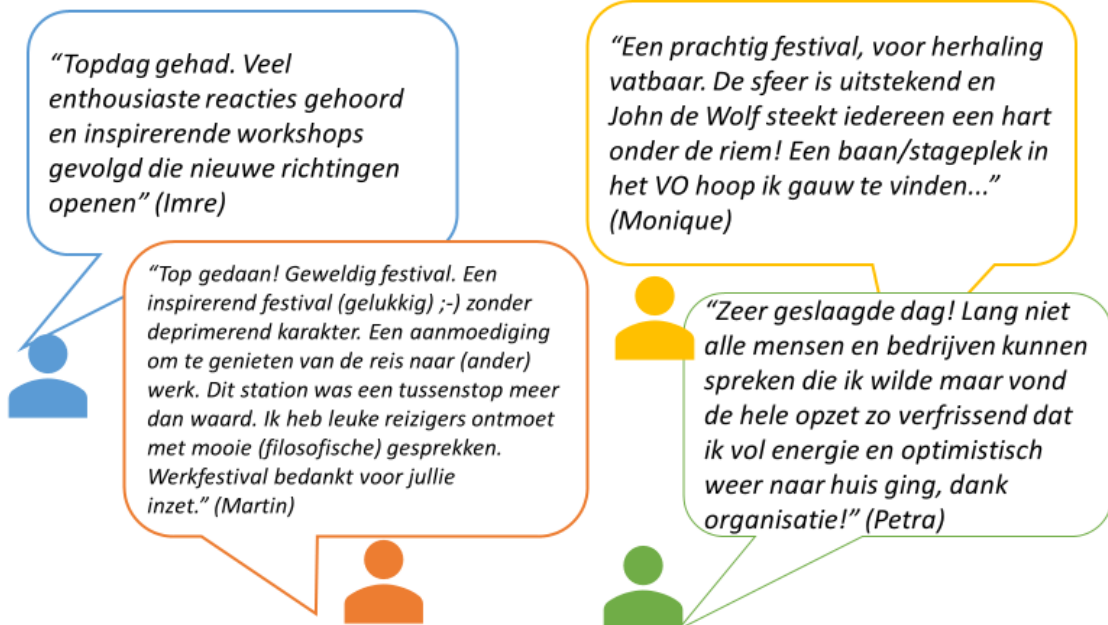 “Topdag gehad. Veel
enthousiaste reacties gehoord
en inspirerende workshops
gevolgd die nieuwe richtingen
openen” (Imre)
“Een prachtig festival, voor herhaling
vatbaar. De sfeer is uitstekend en
John de Wolf steekt iedereen een hart
onder de riem! Een baan/stageplek in
het VO hoop ik gauw te vinden...”
(Monique)
“Top gedaan! Geweldig festival. Een
inspirerend festival (gelukkig) ;-) zonder
deprimerend karakter. Een aanmoediging
om te genieten van de reis naar (ander)
werk. Dit station was een tussenstop meer
dan waard. Ik heb leuke reizigers ontmoet
met mooie (filosofische) gesprekken.
Werkfestival bedankt voor jullie
inzet.” (Martin)
“Zeer geslaagde dag! Lang niet
alle mensen en bedrijven kunnen
spreken die ik wilde maar vond
de hele opzet zo verfrissend dat
ik vol energie en optimistisch
weer naar huis ging, dank
organisatie!” (Petra)